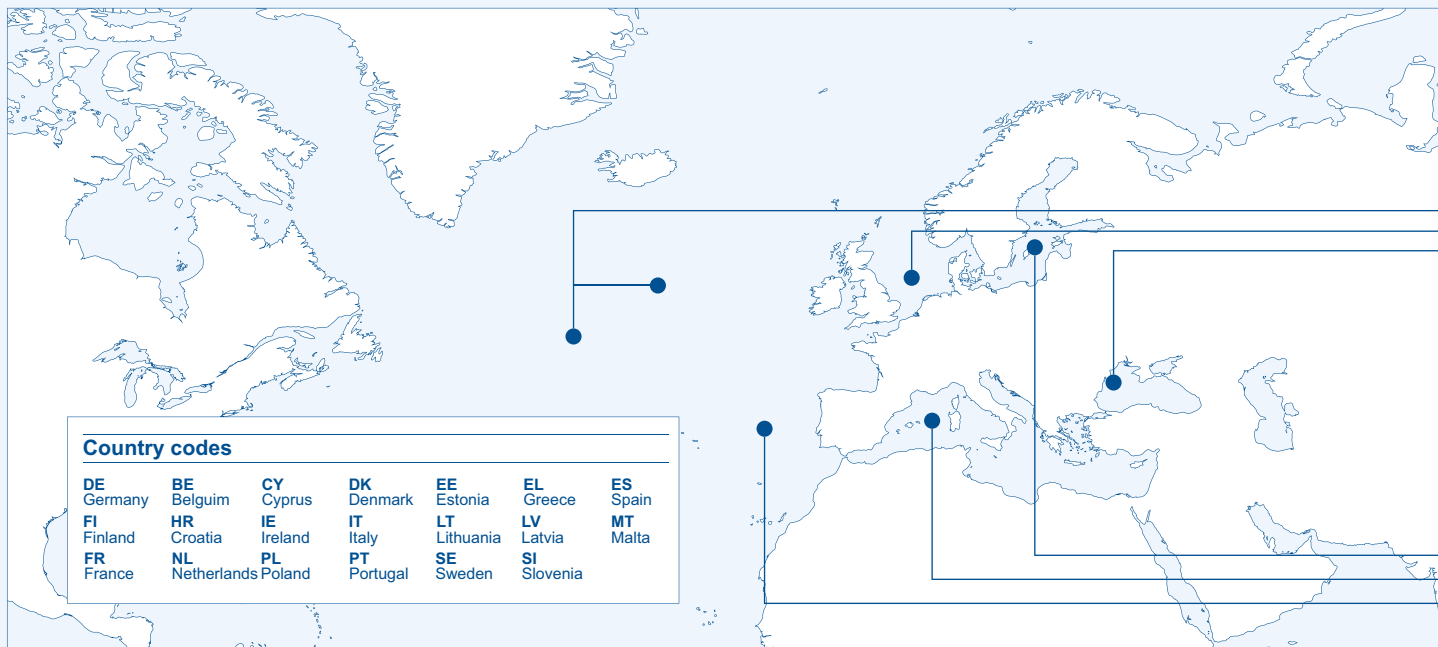 Country codes
DE BE CY DK EE EL ES
Germany Belguim Cyprus Denmark Estonia Greece Spain
FI HR IE IT LT LV MT
Finland Croatia Ireland Italy Lithuania Latvia Malta
FR NL PL PT SE SI
France Netherlands Poland Portugal Sweden Slovenia